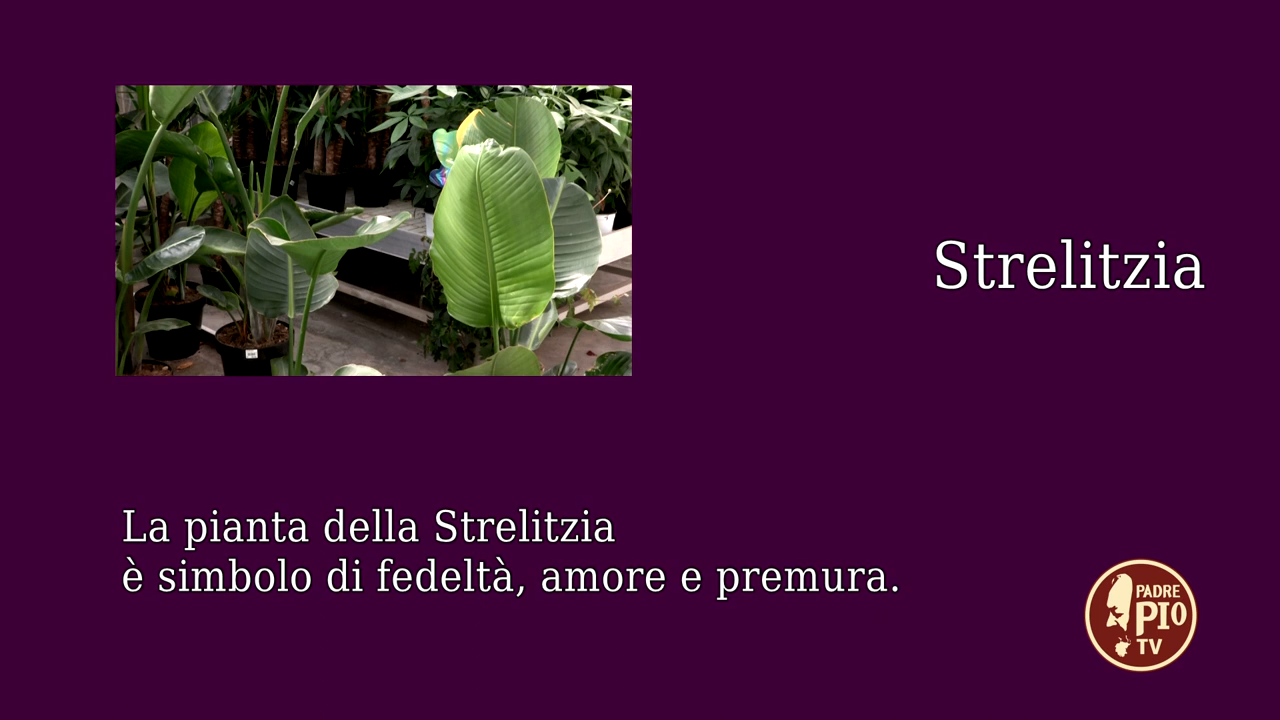 Strelitzia
La pianta della Strelitzia
è simbolo di fedeltà, amore e premura.
PADRE
PIO
TV